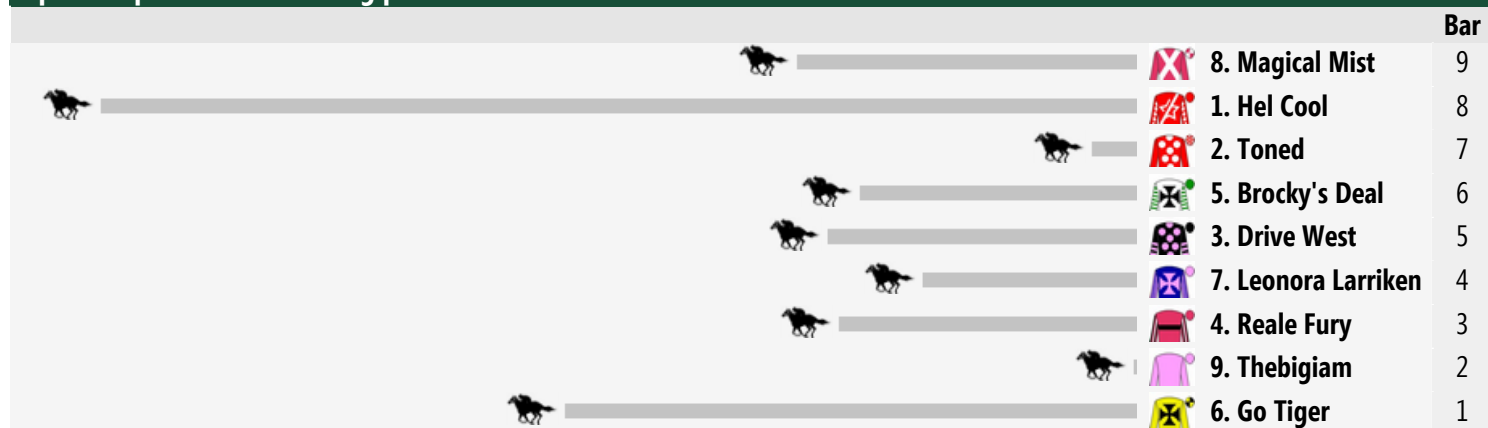 Bar
8. Magical Mist 9
1. Hel Cool 8
2. Toned 7
5. Brocky's Deal 6
3. Drive West 5
7. Leonora Larriken 4
4. Reale Fury 3
9. Thebigiam 2
6. Go Tiger 1